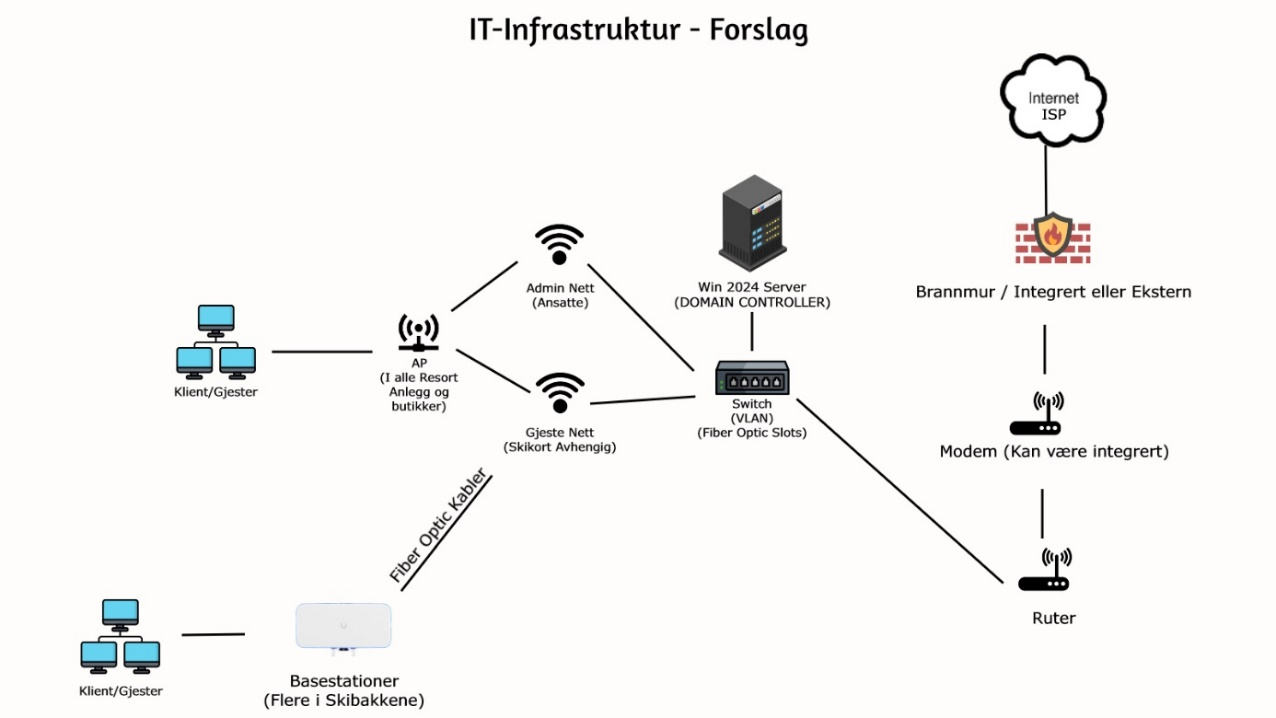 IT-Infrastruktur - Forslag
Internet
ISP
Brannmur / Integrert eller Ekstern
Win 2024 Server
(DOMAIN CONTROLLER)
Admin Nett
(Ansatte)
AP
(I alle Resort
Anlegg og
butikker)
Klient/Gjester
Switch
(VLAN)
(Fiber Optic Slots)
Gjeste Nett
(Skikort Avhengig)
Modem (Kan være integrert)
Fiber Optic Kabler
Ruter
Basestationer
(Flere i Skibakkene)
Klient/Gjester